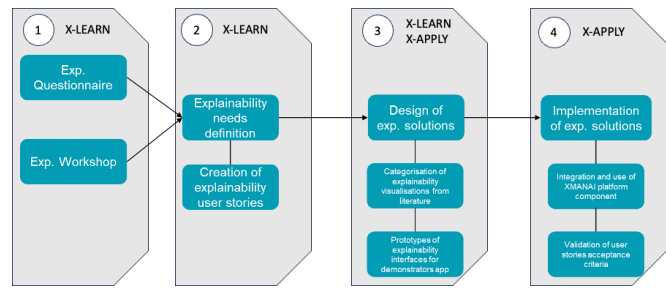 1
X-LEARN
Exp.
Questionnaire
Exp. Workshop
2
X-LEARN
Explainability
needs
definition
Creation of
explainability
user stories
3
X-LEARN
X-APPLY
Design of
exp. solutions
Categorisation of
explainability
visualisations from
literature
Prototypes of
explainability
interfaces for
demonstrators app
4
X-APPLY
Implementation
of exp. solutions
Integration and use of
XMANAI platform
component
Validation of user
stories acceptance
criteria